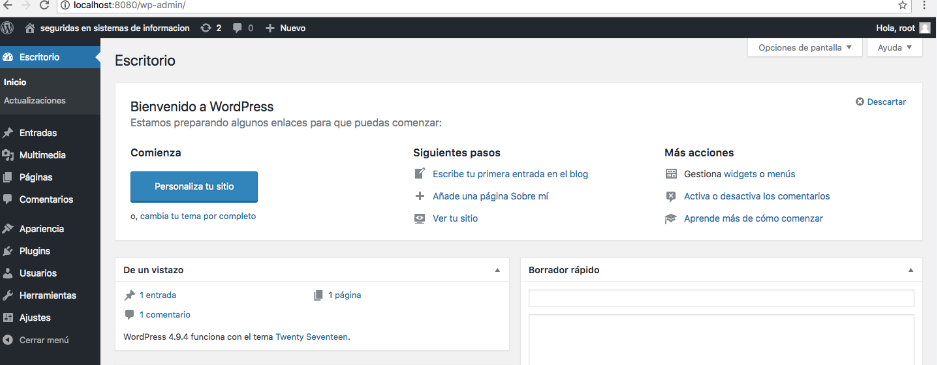 localhost:8080/wp-admin/
seguridas en sistemas de informacion 2 0 Nuevo Hola, root
Escritorio
Inicio
Actualizaciones
Entradas
Multimedia
Páginas
Comentarios
Apariencia
Plugins
Usuarios
Herramientas
Ajustes
Cerrar menú
Opciones de pantalla Ayuda
Escritorio
Bienvenido a WordPress
Descartar
Estamos preparando algunos enlaces para que puedas comenzar:
Comienza
Personaliza tu sitio
o, cambia tu tema por completo
Siguientes pasos
Escribe tu primera entrada en el blog
Añade una página Sobre mí
Ver tu sitio
Más acciones
Gestiona widgets o menús
Activa o desactiva los comentarios
Aprende más de cómo comenzar
De un vistazo
1 entrada 1 página
1 comentario
WordPress 4.9.4 funciona con el tema Twenty Seventeen.
Borrador rápido